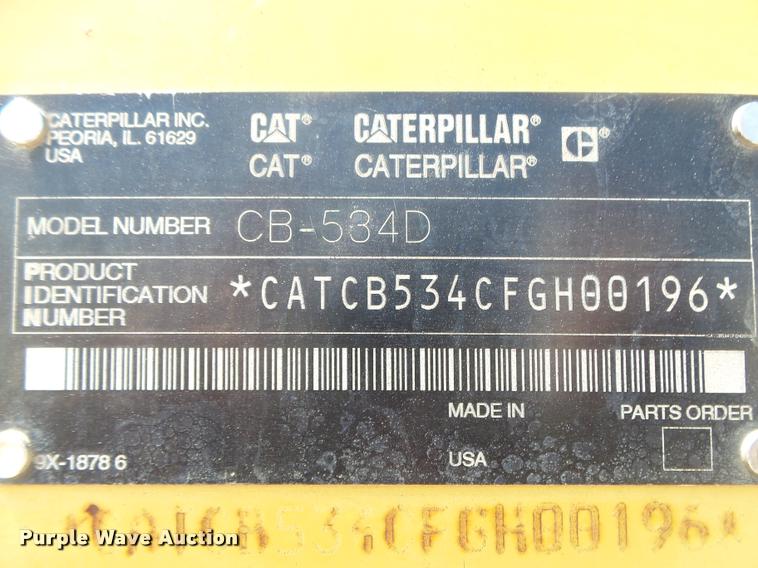 CATERPILLAR INC.
PEORIA, IL. 61629
USA
CAT® CATERPILLAR® C®
CAT® CATERPILLAR®
MODEL NUMBER CB-534D
PRODUCT
IDENTIFICATION
NUMBER
*CATCB534CFGH00196*
MADE IN
USA
PARTS ORDER
9X-1878 6
*CATCB534CFGH00196*
Purple Wave Auction